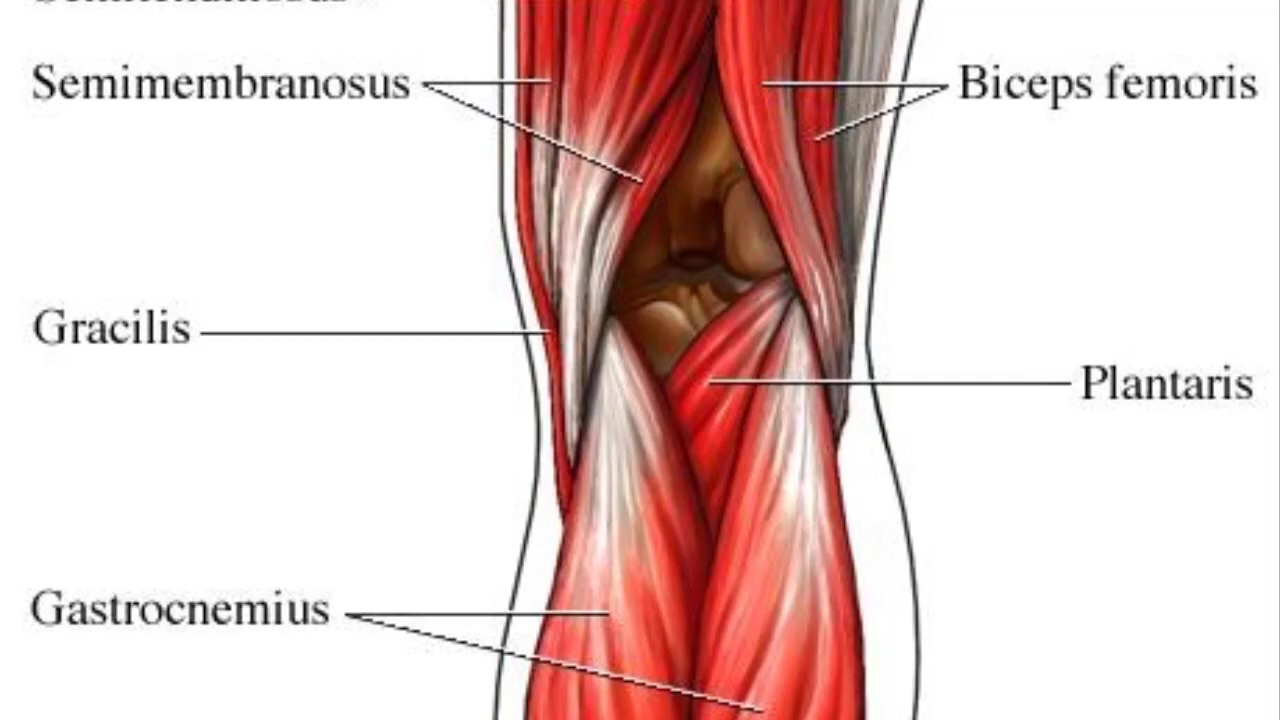 Semimembranosus
Biceps femoris
Gracilis
Plantaris
Gastrocnemius